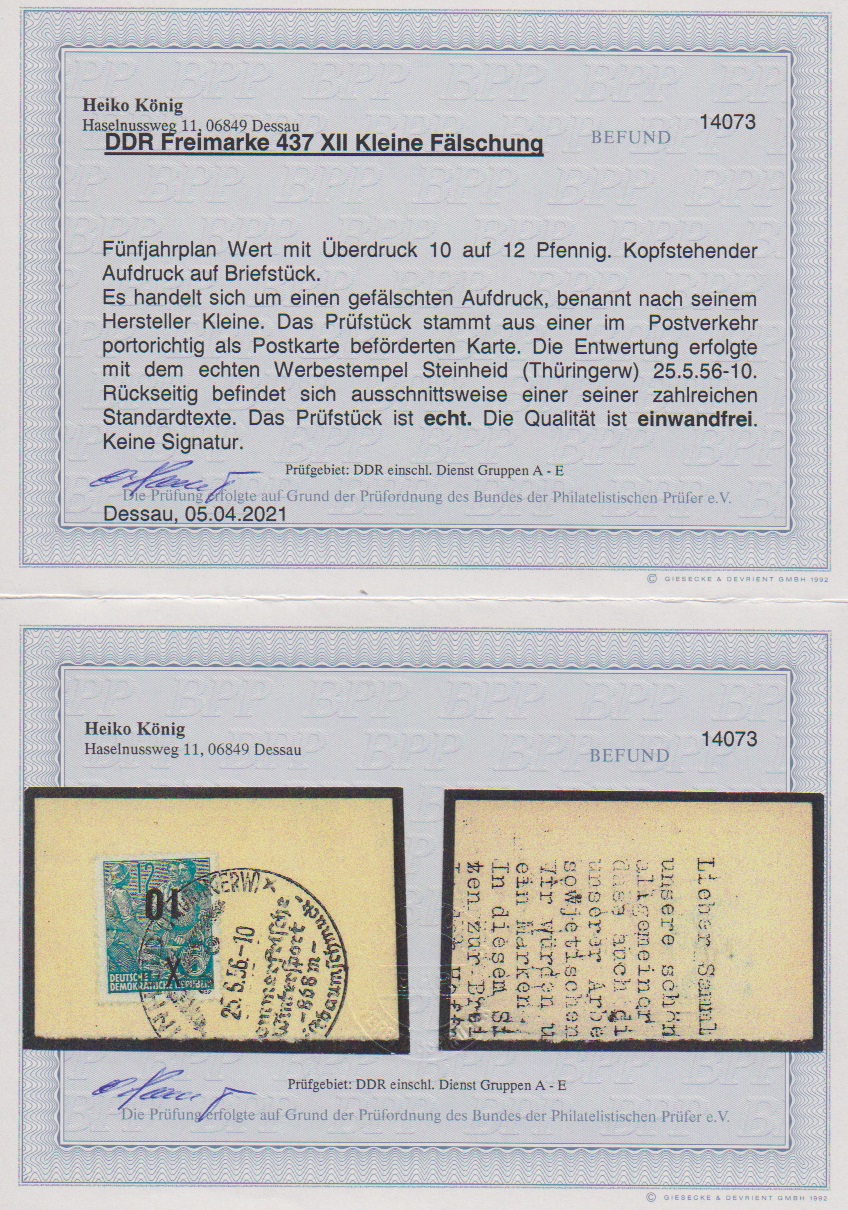 Heiko König
Haselnussweg 11, 06849 Dessau
14073
BEFUND
DDR Freimarke 437 XII Kleine Fälschung
Fünfjahrplan Wert mit Überdruck 10 auf 12 Pfennig. Kopfstehender
Aufdruck auf Briefstück.
Es handelt sich um einen gefälschten Aufdruck, benannt nach seinem
Hersteller Kleine. Das Prüfstück stammt aus einer im Postverkehr
portorichtig als Postkarte beförderten Karte. Die Entwertung erfolgte
mit dem echten Werbestempel Steinheid (Thüringerw) 25.5.56-10.
Rückseitig befindet sich ausschnittsweise einer seiner zahlreichen
Standardtexte. Das Prüfstück ist echt. Die Qualität ist einwandfrei.
Keine Signatur.
Prüfgebiet: DDR einschl. Dienst Gruppen A - E
Die Prüfung erfolgte auf Grund der Prüfordnung des Bundes der Philatelistischen Prüfer e.V.
Dessau, 05.04.2021
© GIESECKE & DEVRIENT GMBH 1992
BPP
Heiko König
Haselnussweg 11, 06849 Dessau
14073
BEFUND
12
10
X
DEUTSCHE
DEMOKRATISCHE REPUBLIK
25.5.56.-10
Sommerfrische
Wintersport
-868m-
Lieber Samml
unsere schön
allgemeiner
dass auch di
unserer Arbe
sowjetischen
Wir würden u
ein Marken-
In diesem Si
zen zur Brei
Prüfgebiet: DDR einschl. Dienst Gruppen A - E
Die Prüfung erfolgte auf Grund der Prüfordnung des Bundes der Philatelistischen Prüfer e.V.
© GIESECKE & DEVRIENT GMBH 1992